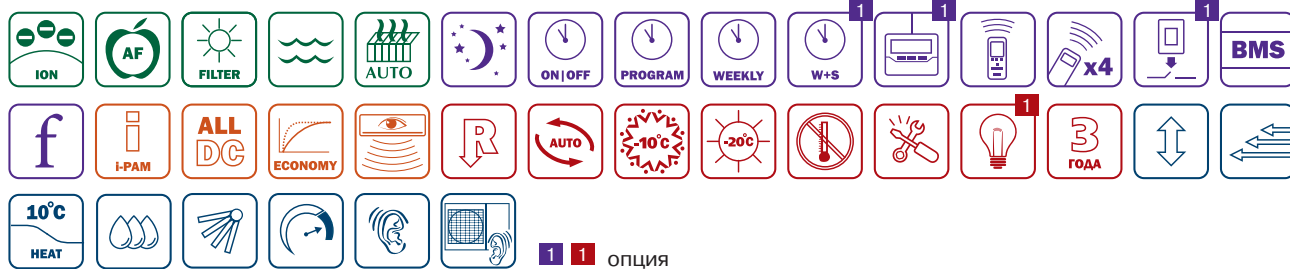 1 1 1
ION AF FILTER AUTO ON|OFF PROGRAM WEEKLY W+S x4 BMS
1
f i i-PAM ALL DC ECONOMY R AUTO -10°C -20°C 3 ГОДА
10°C HEAT
1 1 опция